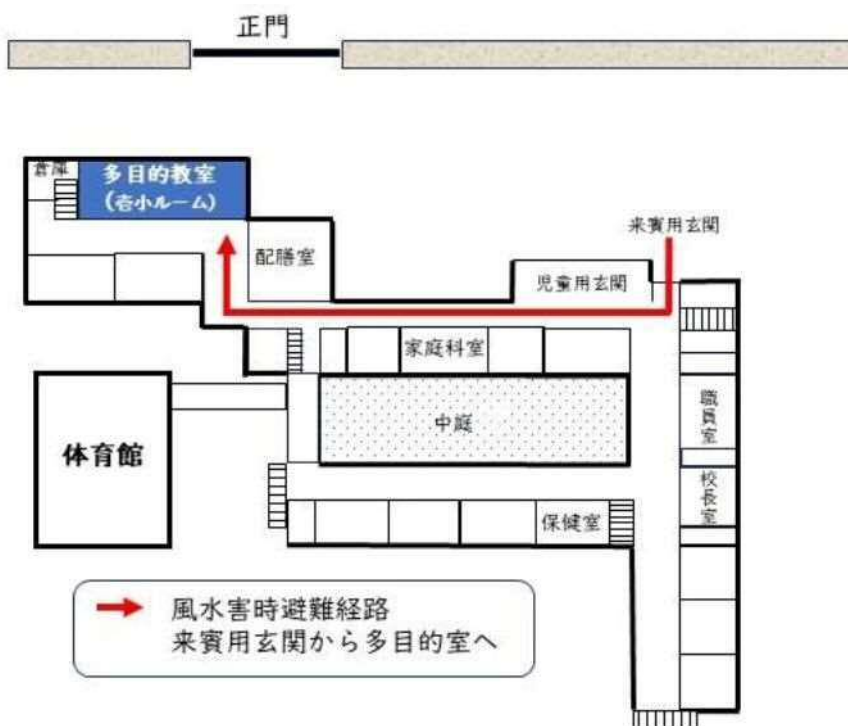 正門
倉庫
多目的教室
(壱小ルーム)
配膳室
来賓用玄関
児童用玄関
家庭科室
職員室
中庭
体育館
校長室
保健室
風水害時避難経路
来賓用玄関から多目的室へ